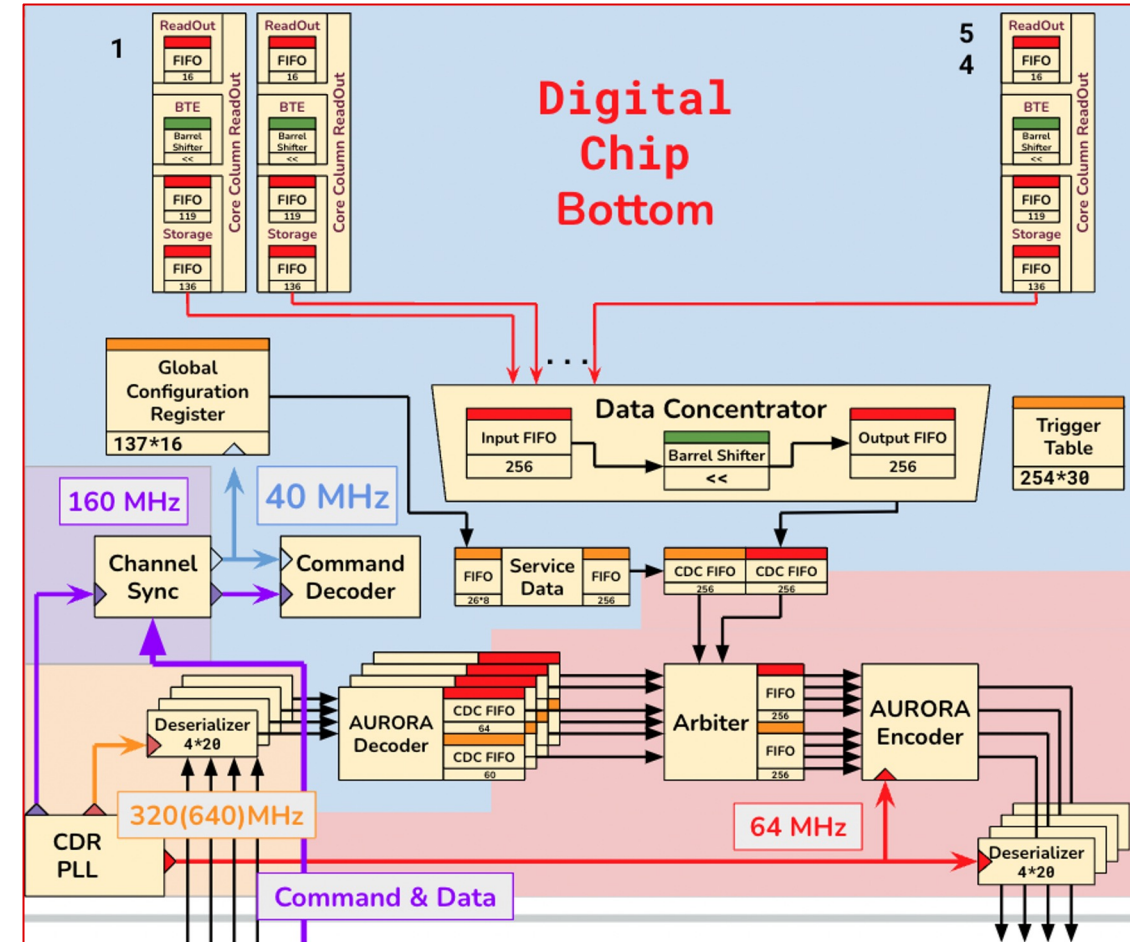 1
ReadOut
FIFO
16
BTE
Barrel
Shifter
<<
FIFO
119
Storage
FIFO
136
Core Column ReadOut
ReadOut
FIFO
16
BTE
Barrel
Shifter
<<
FIFO
119
Storage
FIFO
136
Core Column ReadOut
Digital
Chip
Bottom
5
4
ReadOut
FIFO
16
BTE
Barrel
Shifter
<<
FIFO
119
Storage
FIFO
136
Core Column ReadOut
...
Global
Configuration
Register
137*16
Data Concentrator
Input FIFO
256
Barrel Shifter
<<
Output FIFO
256
Trigger
Table
254*30
160 MHz
40 MHz
Channel
Sync
Command
Decoder
FIFO
26*8
Service
Data
FIFO
256
CDC FIFO
256
CDC FIFO
256
Deserializer
4*20
AURORA
Decoder
CDC FIFO
64
CDC FIFO
60
Arbiter
FIFO
256
FIFO
256
AURORA
Encoder
320(640)MHz
64 MHz
CDR
PLL
Deserializer
4*20
Command & Data